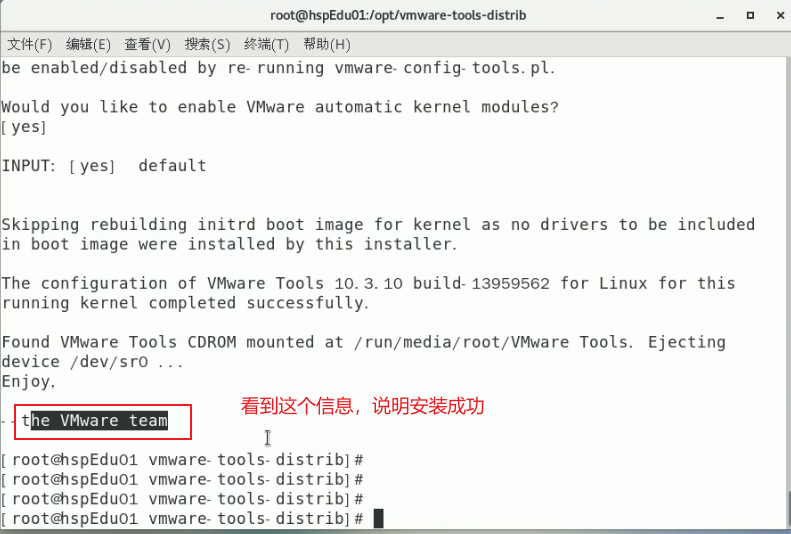 root@hspEdu01:/opt/vmware-tools-distrib
文件(F) 编辑(E) 查看(V) 搜索(S) 终端(T) 帮助(H)
be enabled/disabled by re-running vmware-config-tools.pl.
Would you like to enable VMware automatic kernel modules?
[yes]
INPUT: [yes]  default
Skipping rebuilding initrd boot image for kernel as no drivers to be included
in boot image were installed by this installer.
The configuration of VMware Tools 10.3.10 build-13959562 for Linux for this
running kernel completed successfully.
Found VMware Tools CDROM mounted at /run/media/root/VMware Tools. Ejecting
device /dev/sr0 ...
Enjoy,
--the VMware team
看到这个信息，说明安装成功
[root@hspEdu01 vmware-tools-distrib]#
[root@hspEdu01 vmware-tools-distrib]#
[root@hspEdu01 vmware-tools-distrib]#
[root@hspEdu01 vmware-tools-distrib]#